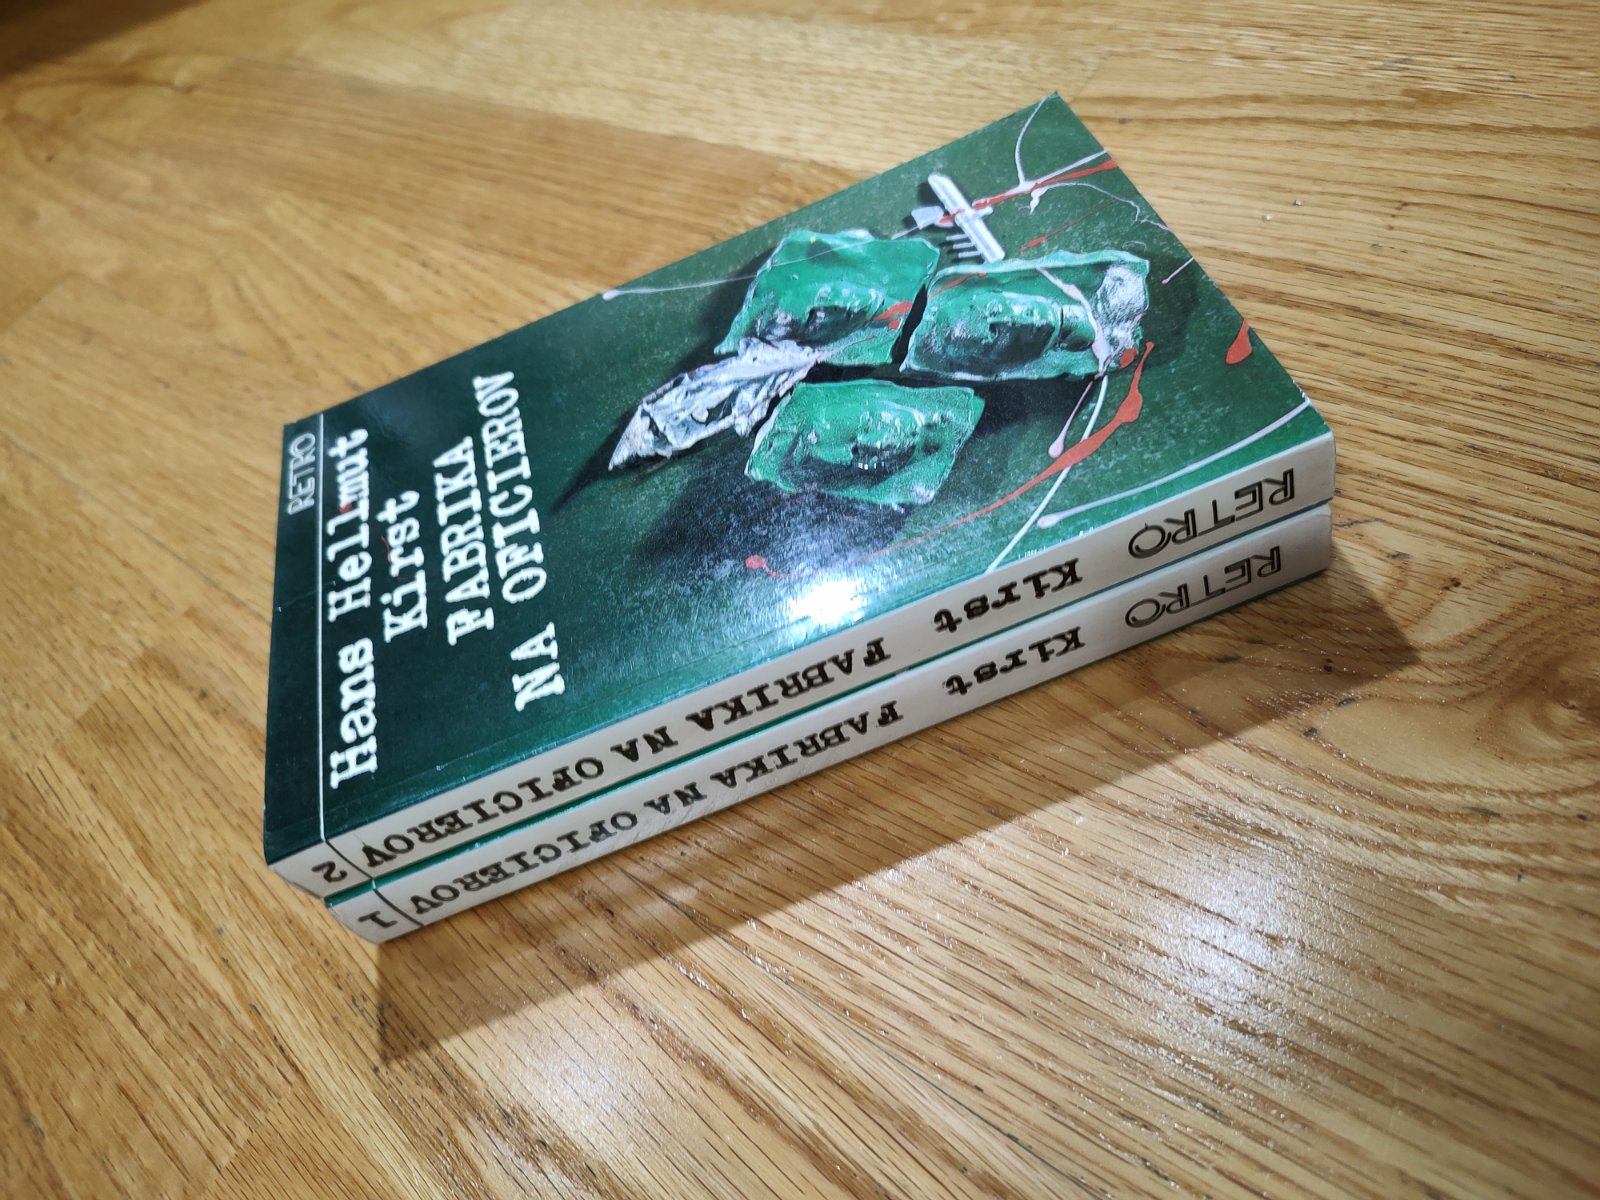 RETRO
Hans Hellmut
Kirst
FABRIKA
NA OFICIEROV
RETRO Kirst FABRIKA NA OFICIEROV 2
RETRO Kirst FABRIKA NA OFICIEROV 1